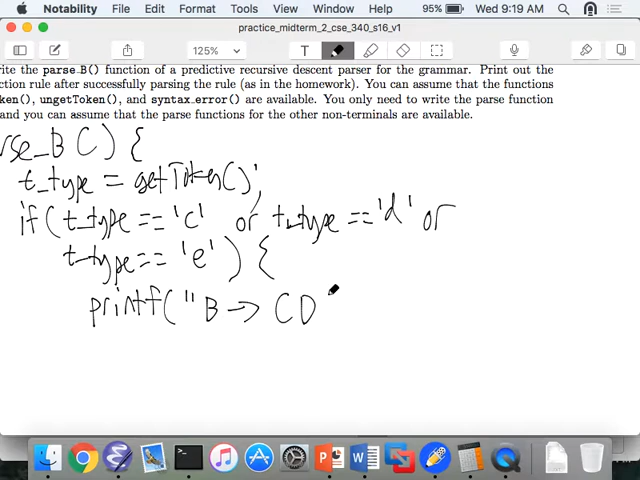 Notability File Edit View Window Help 95% Wed 9:19 AM
practice_midterm_2_cse_340_s16_v1
125% T
rite the parse_B() function of a predictive recursive descent parser for the grammar. Print out the
ction rule after successfully parsing the rule (as in the homework). You can assume that the functions
ken(), ungetToken(), and syntax_error() are available. You only need to write the parse function
and you can assume that the parse functions for the other non-terminals are available.
rse_B () {
t_type = getToken();
if (t_type == 'c' or t_type == 'd' or
t_type == 'e') {
printf("B -> CD